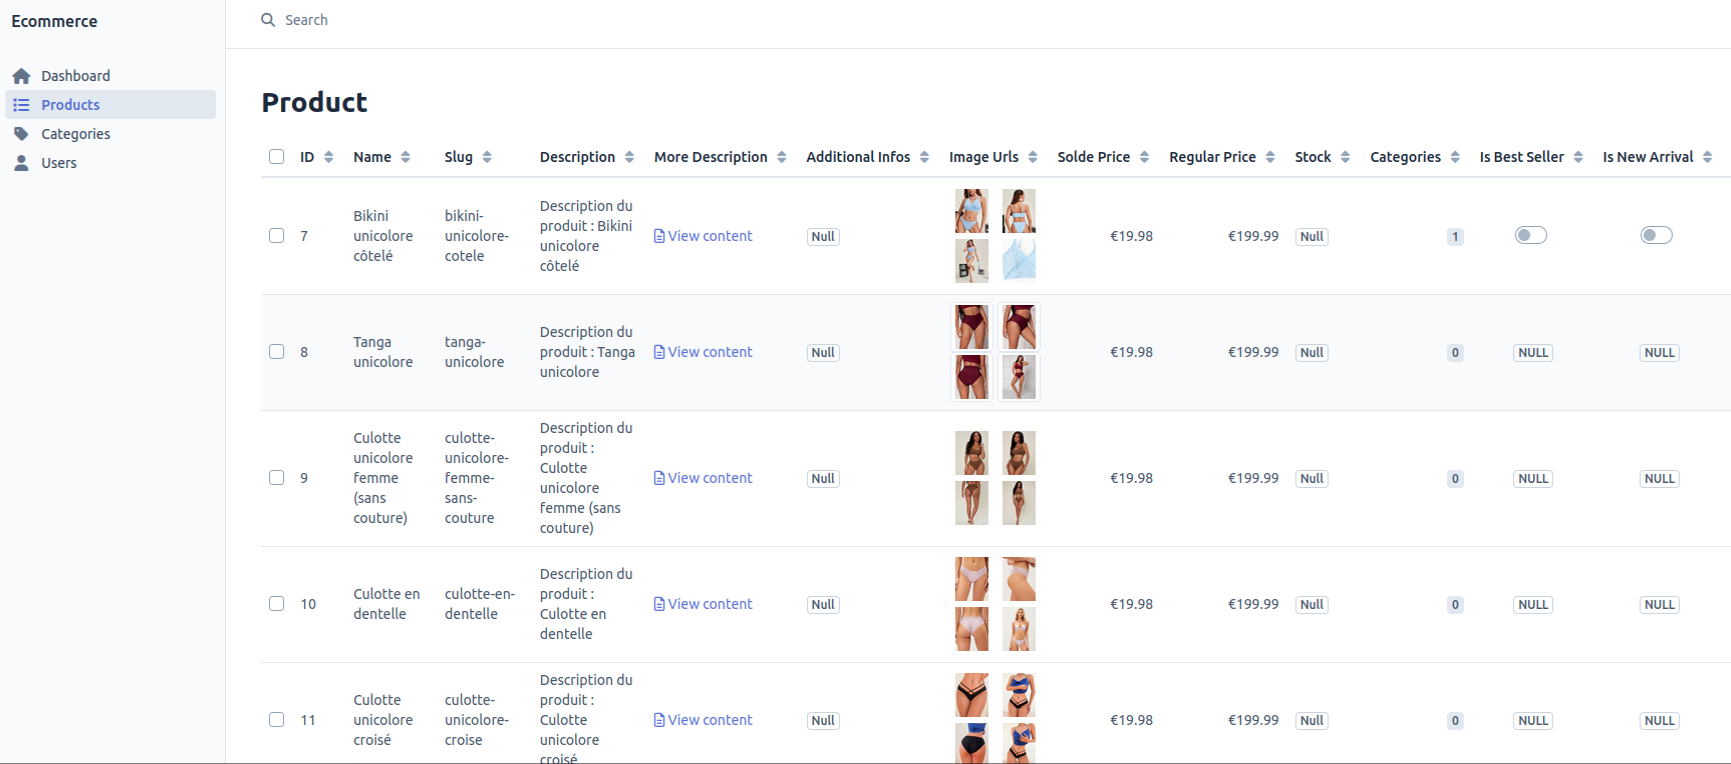 Ecommerce
Search
Dashboard
Products
Categories
Users
Product
ID Name Slug Description More Description Additional Infos Image Urls Solde Price Regular Price Stock Categories Is Best Seller Is New Arrival
7
Bikini
unicolore
côtelé
bikini-
unicolore-
cotele
Description du
produit : Bikini
unicolore
côtelé
View content
Null
€19.98
€199.99
Null
1
8
Tanga
unicolore
tanga-
unicolore
Description du
produit : Tanga
unicolore
View content
Null
€19.98
€199.99
Null
0
NULL
NULL
9
Culotte
unicolore
femme
(sans
couture)
culotte-
unicolore-
femme-
sans-
couture
Description du
produit :
Culotte
unicolore
femme (sans
couture)
View content
Null
€19.98
€199.99
Null
0
NULL
NULL
10
Culotte en
dentelle
culotte-en-
dentelle
Description du
produit :
Culotte en
dentelle
View content
Null
€19.98
€199.99
Null
0
NULL
NULL
11
Culotte
unicolore
croisé
culotte-
unicolore-
croise
Description du
produit :
Culotte
unicolore
croisé
View content
Null
€19.98
€199.99
Null
0
NULL
NULL